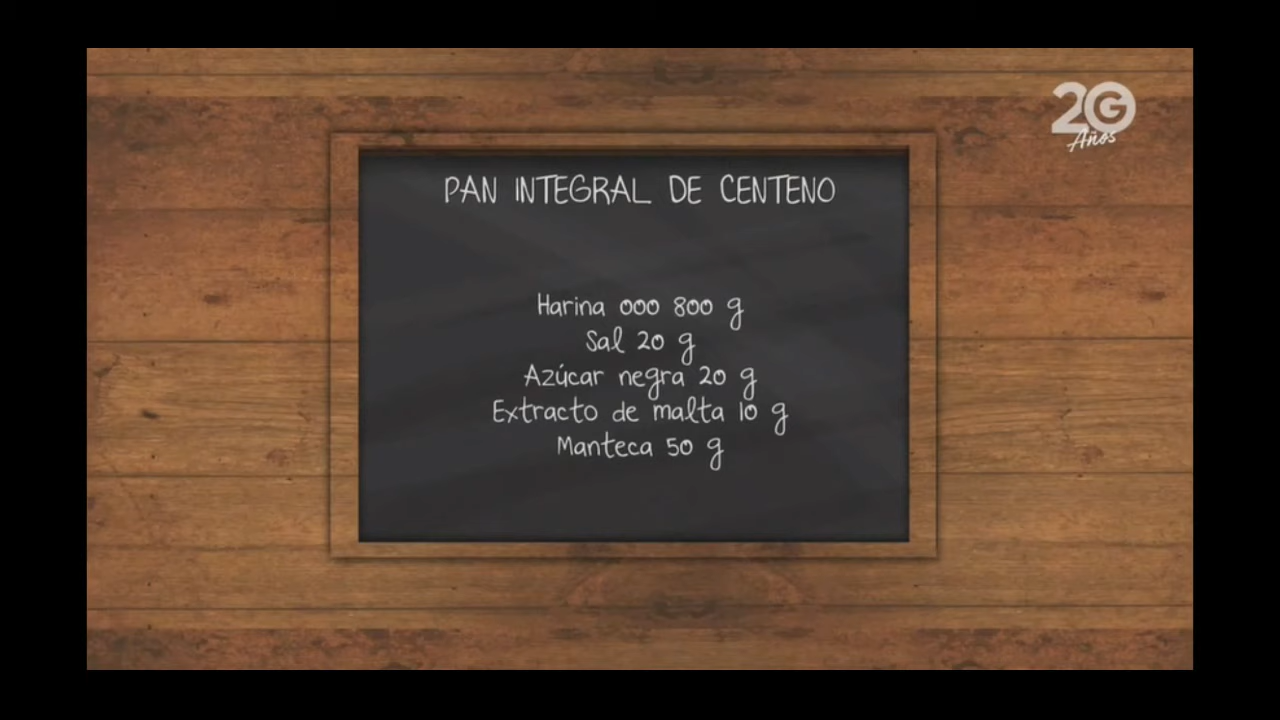 2G
Años
PAN INTEGRAL DE CENTENO
Harina 000 800 g
Sal 20 g
Azúcar negra 20 g
Extracto de malta 10 g
Manteca 50 g